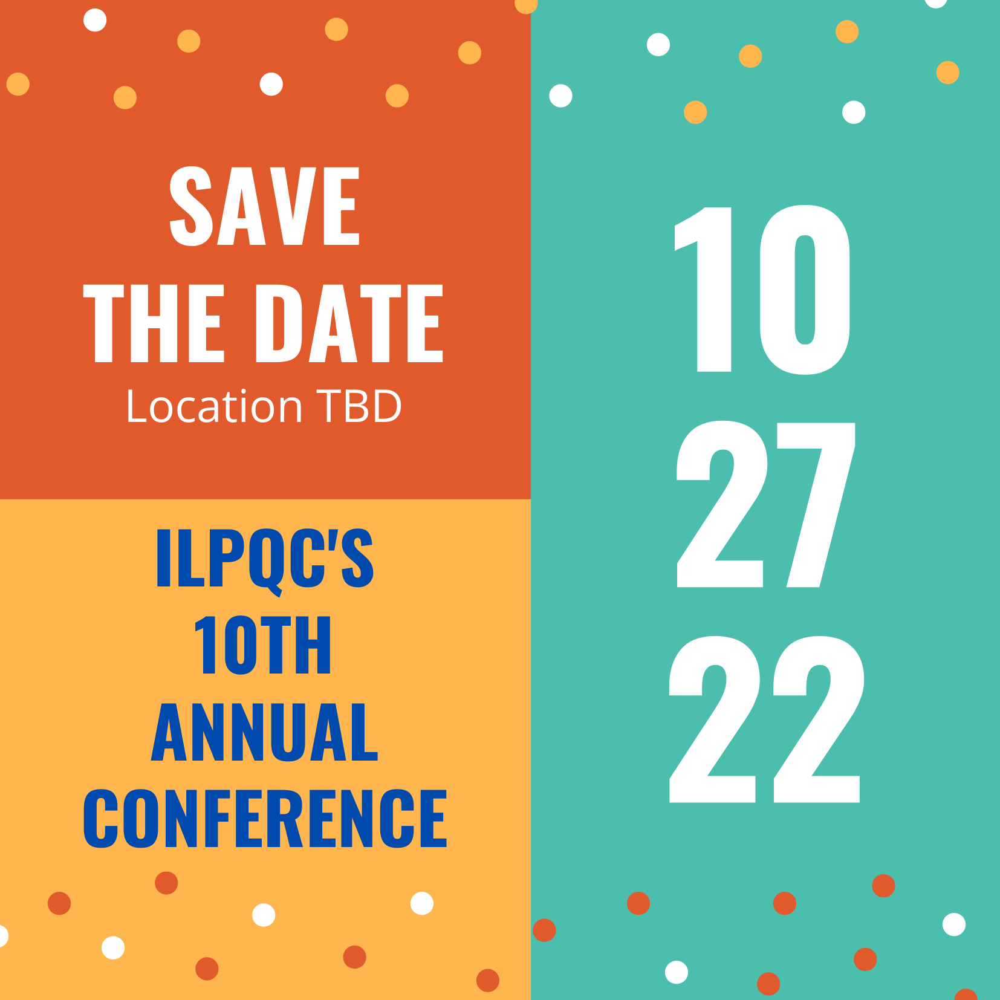 SAVE
THE DATE
Location TBD
ILPQC'S
10TH
ANNUAL
CONFERENCE
10
27
22